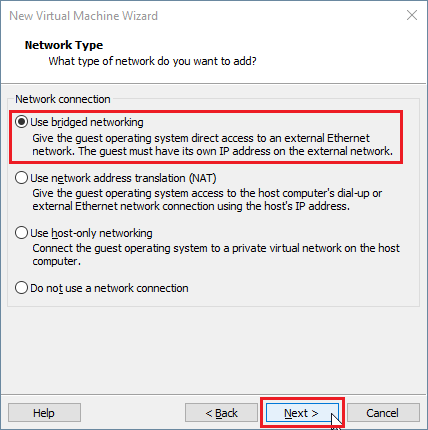 New Virtual Machine Wizard
Network Type
What type of network do you want to add?
Network connection
Use bridged networking
Give the guest operating system direct access to an external Ethernet
network. The guest must have its own IP address on the external network.
Use network address translation (NAT)
Give the guest operating system access to the host computer's dial-up or
external Ethernet network connection using the host's IP address.
Use host-only networking
Connect the guest operating system to a private virtual network on the host
computer.
Do not use a network connection
Help
< Back
Next >
Cancel